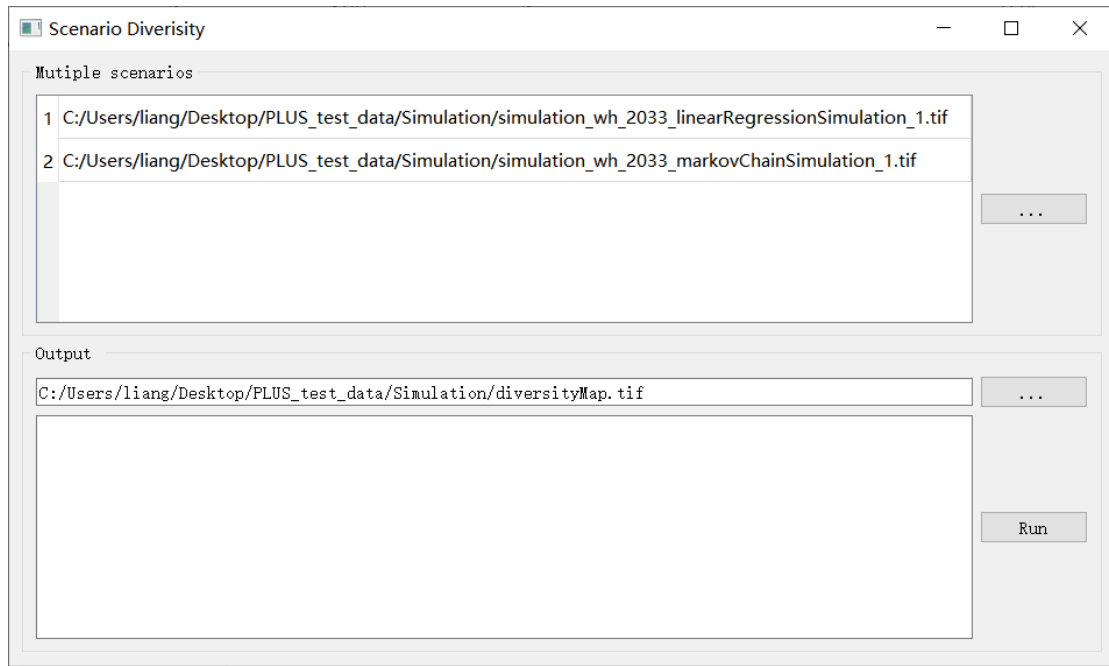 Scenario Diverisity
Mutiple scenarios
1 C:/Users/liang/Desktop/PLUS_test_data/Simulation/simulation_wh_2033_linearRegressionSimulation_1.tif
2 C:/Users/liang/Desktop/PLUS_test_data/Simulation/simulation_wh_2033_markovChainSimulation_1.tif
...
Output
C:/Users/liang/Desktop/PLUS_test_data/Simulation/diversityMap.tif
...
Run